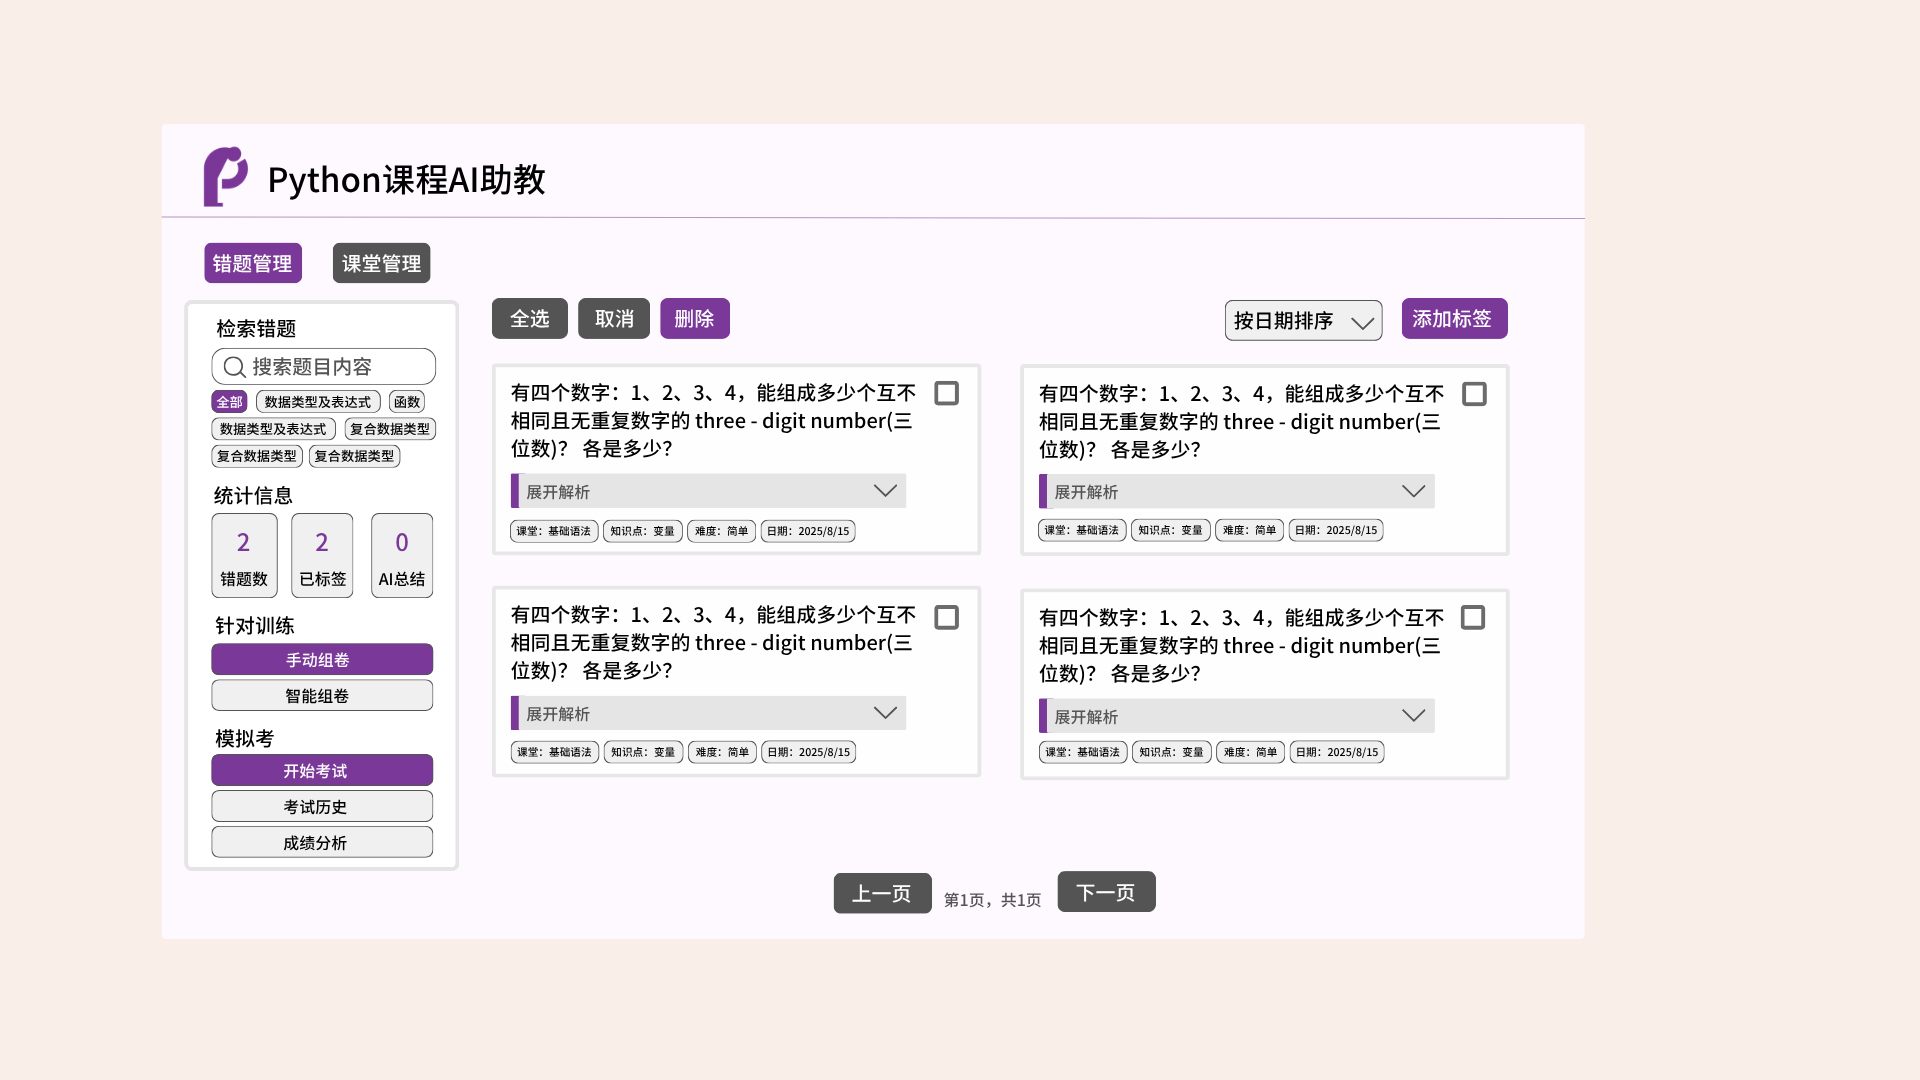 Python课程AI助教
错题管理
课堂管理
检索错题
搜索题目内容
全部
数据类型及表达式
函数
数据类型及表达式
复合数据类型
复合数据类型
复合数据类型
统计信息
2
错题数
2
已标签
0
AI总结
针对训练
手动组卷
智能组卷
模拟考
开始考试
考试历史
成绩分析
全选
取消
删除
按日期排序
添加标签
有四个数字：1、2、3、4，能组成多少个互不
相同且无重复数字的 three - digit number(三
位数)？ 各是多少？
展开解析
课堂：基础语法
知识点：变量
难度：简单
日期：2025/8/15
有四个数字：1、2、3、4，能组成多少个互不
相同且无重复数字的 three - digit number(三
位数)？ 各是多少？
展开解析
课堂：基础语法
知识点：变量
难度：简单
日期：2025/8/15
有四个数字：1、2、3、4，能组成多少个互不
相同且无重复数字的 three - digit number(三
位数)？ 各是多少？
展开解析
课堂：基础语法
知识点：变量
难度：简单
日期：2025/8/15
有四个数字：1、2、3、4，能组成多少个互不
相同且无重复数字的 three - digit number(三
位数)？ 各是多少？
展开解析
课堂：基础语法
知识点：变量
难度：简单
日期：2025/8/15
上一页
第1页，共1页
下一页